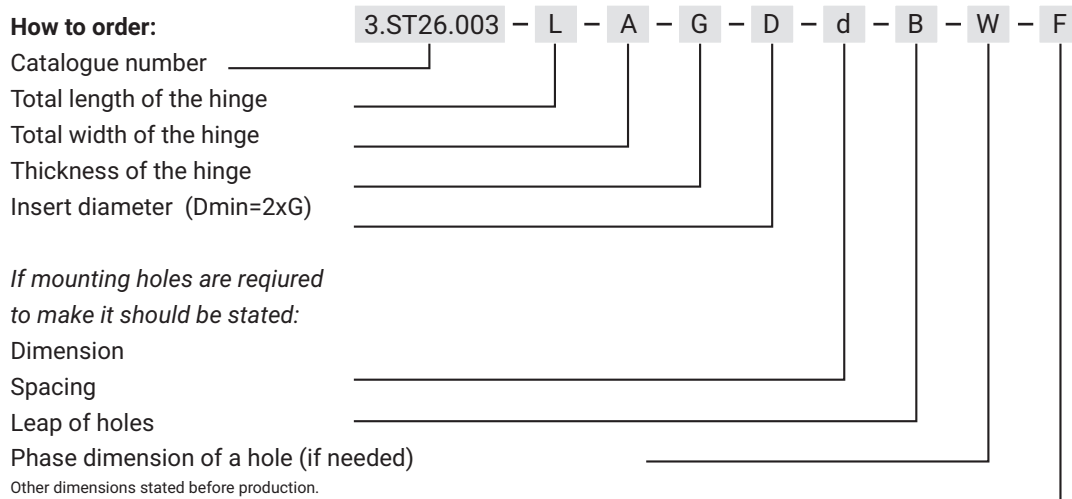 How to order: 3.ST26.003 – L – A – G – D – d – B – W – F
Catalogue number
Total length of the hinge
Total width of the hinge
Thickness of the hinge
Insert diameter (Dmin=2xG)
If mounting holes are reqiured
to make it should be stated:
Dimension
Spacing
Leap of holes
Phase dimension of a hole (if needed)
Other dimensions stated before production.